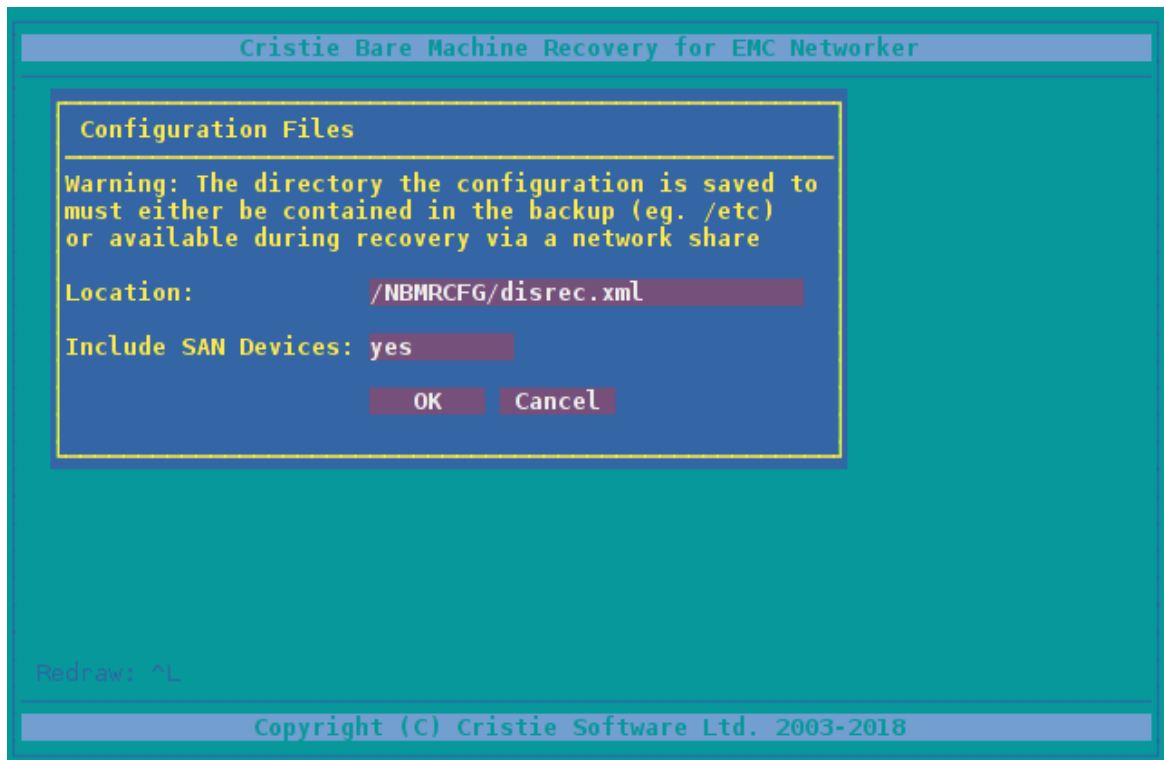 Cristie Bare Machine Recovery for EMC Networker
Configuration Files
Warning: The directory the configuration is saved to
must either be contained in the backup (eg. /etc)
or available during recovery via a network share
Location: /NBMRCFG/disrec.xml
Include SAN Devices: yes
OK Cancel
Redraw: ^L
Copyright (C) Cristie Software Ltd. 2003-2018